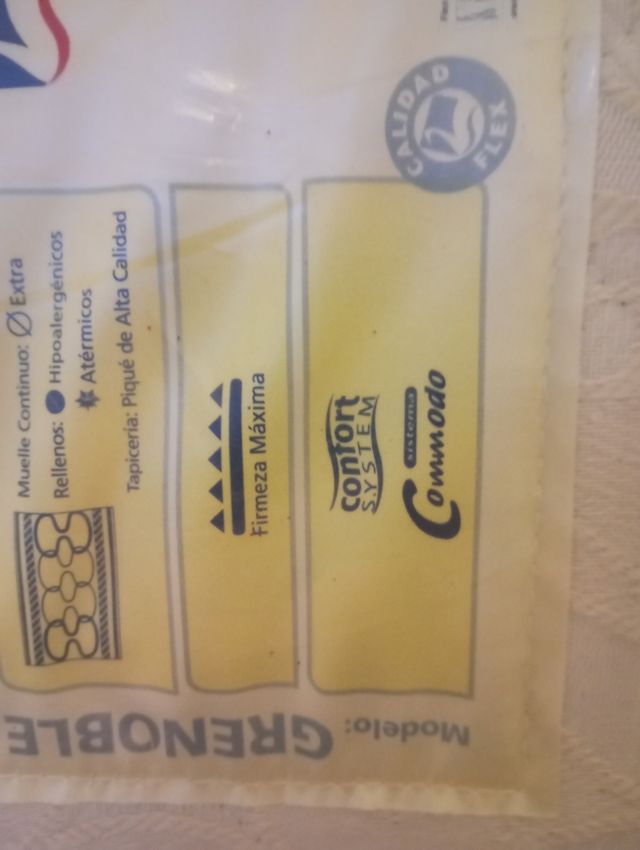 CALIDAD FLEX
Muelle Continuo: Ø Extra
Rellenos: Hipoalergénicos
Atérmicos
Tapiceria: Piqué de Alta Calidad
Firmeza Máxima
confort
SYSTEM
sistema
Commodo
Modelo: GRENOBLE